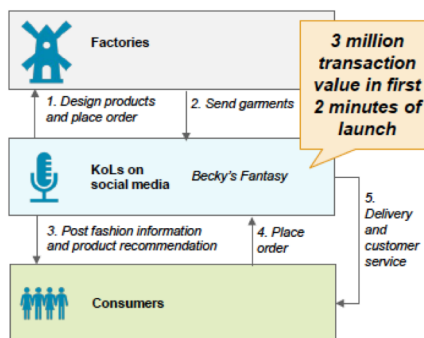 Factories
3 million
transaction
value in first
2 minutes of
launch
1. Design products
and place order
2. Send garments
KoLs on
social media
Becky's Fantasy
3. Post fashion information
and product recommendation
4. Place
order
5.
Delivery
and
customer
service
Consumers